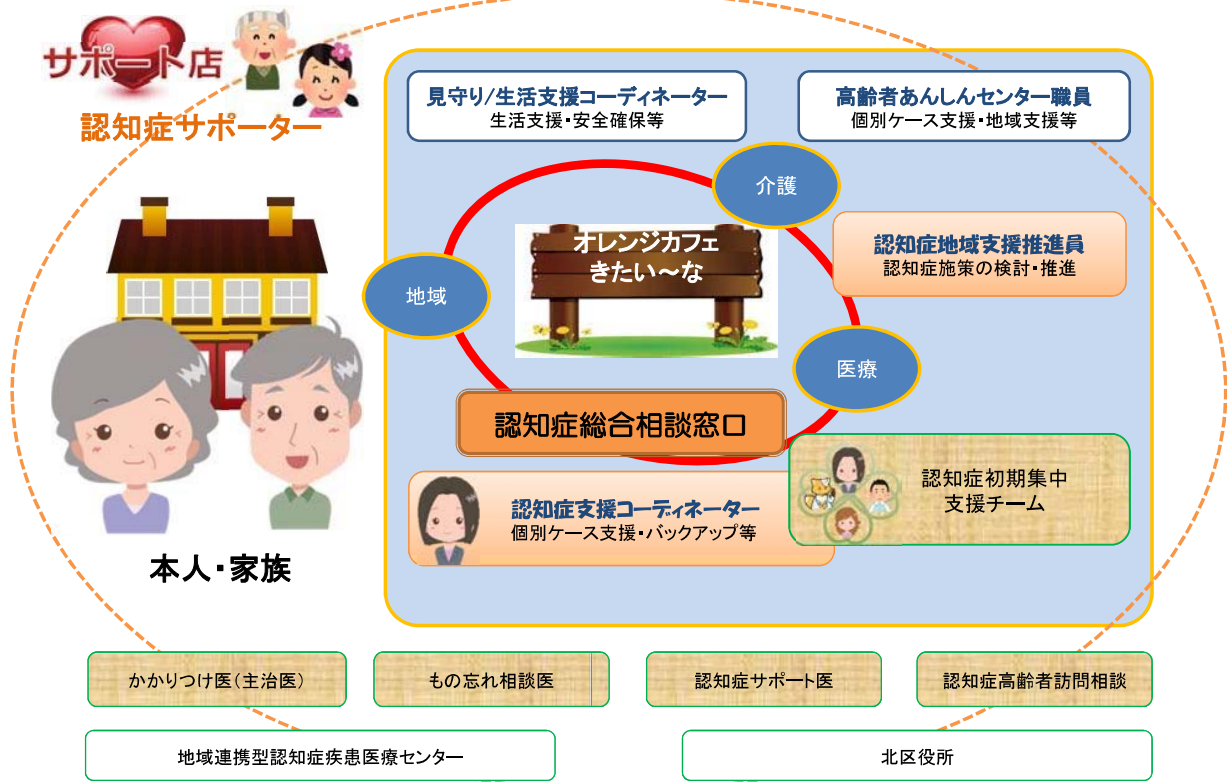 サポート店
認知症サポーター
見守り/生活支援コーディネーター
生活支援・安全確保等
高齢者あんしんセンター職員
個別ケース支援・地域支援等
介護
オレンジカフェ
きたい～な
認知症地域支援推進員
認知症施策の検討・推進
地域
医療
認知症総合相談窓口
認知症初期集中
支援チーム
認知症支援コーディネーター
個別ケース支援・バックアップ等
本人・家族
かかりつけ医（主治医）
もの忘れ相談医
認知症サポート医
認知症高齢者訪問相談
地域連携型認知症疾患医療センター
北区役所